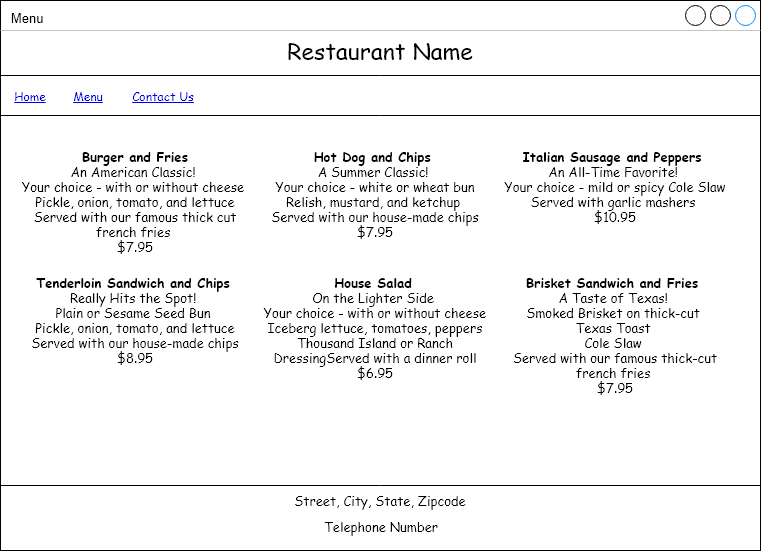 Menu
Restaurant Name
Home Menu Contact Us
Burger and Fries
An American Classic!
Your choice - with or without cheese
Pickle, onion, tomato, and lettuce
Served with our famous thick cut
french fries
$7.95
Hot Dog and Chips
A Summer Classic!
Your choice - white or wheat bun
Relish, mustard, and ketchup
Served with our house-made chips
$7.95
Italian Sausage and Peppers
An All-Time Favorite!
Your choice - mild or spicy Cole Slaw
Served with garlic mashers
$10.95
Tenderloin Sandwich and Chips
Really Hits the Spot!
Plain or Sesame Seed Bun
Pickle, onion, tomato, and lettuce
Served with our house-made chips
$8.95
House Salad
On the Lighter Side
Your choice - with or without cheese
Iceberg lettuce, tomatoes, peppers
Thousand Island or Ranch
DressingServed with a dinner roll
$6.95
Brisket Sandwich and Fries
A Taste of Texas!
Smoked Brisket on thick-cut
Texas Toast
Cole Slaw
Served with our famous thick-cut
french fries
$7.95
Street, City, State, Zipcode
Telephone Number